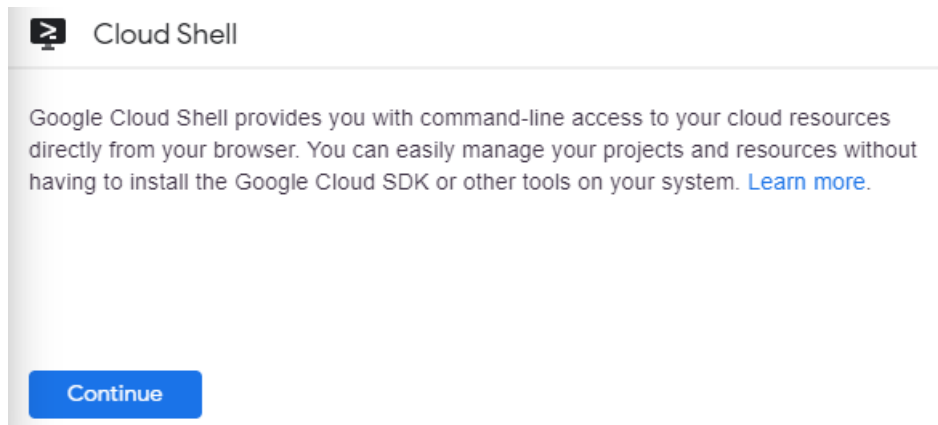 Cloud Shell
Google Cloud Shell provides you with command-line access to your cloud resources
directly from your browser. You can easily manage your projects and resources without
having to install the Google Cloud SDK or other tools on your system. Learn more.
Continue